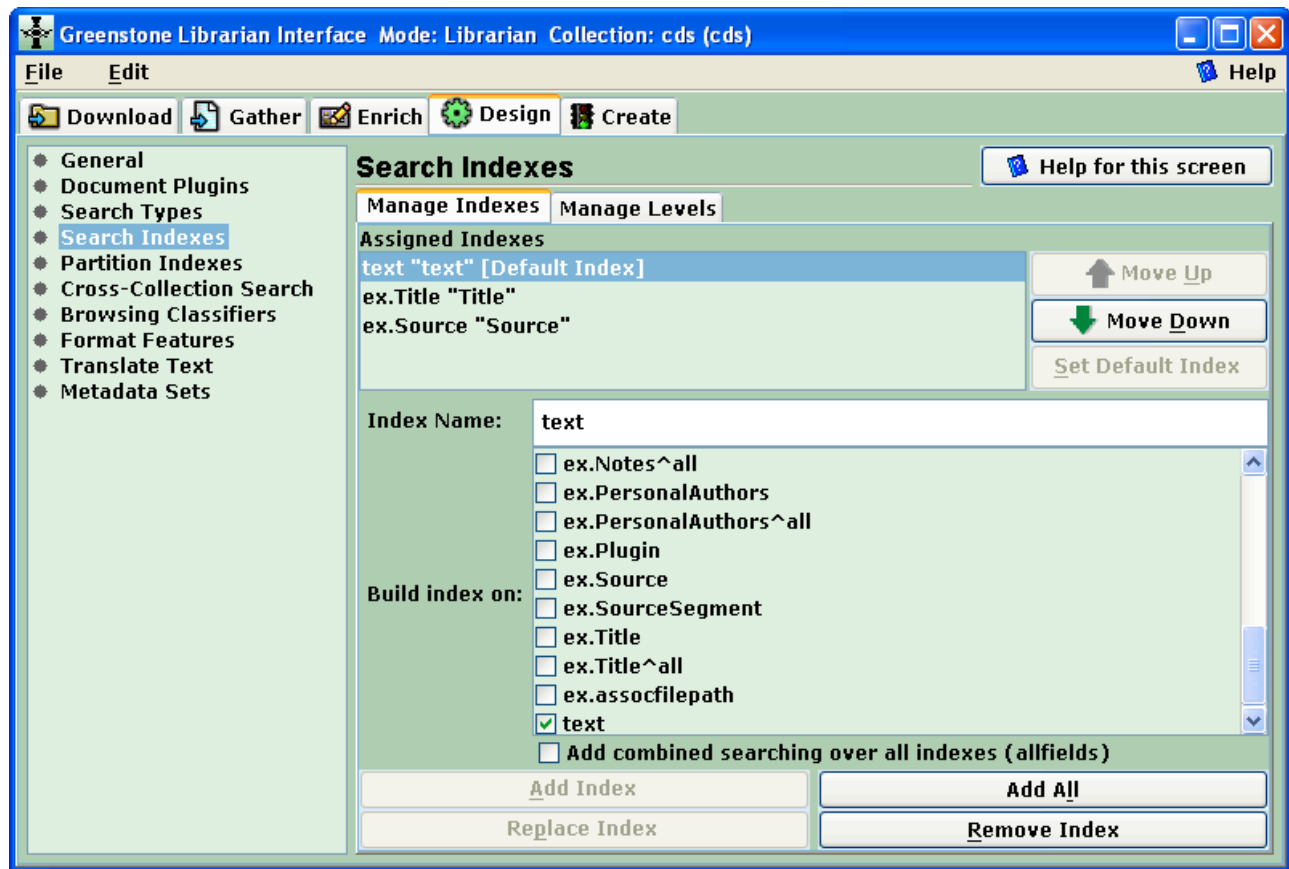 Greenstone Librarian Interface Mode: Librarian Collection: cds (cds)
File Edit Help
Download Gather Enrich Design Create
General
Document Plugins
Search Types
Search Indexes
Partition Indexes
Cross-Collection Search
Browsing Classifiers
Format Features
Translate Text
Metadata Sets
Search Indexes Help for this screen
Manage Indexes Manage Levels
Assigned Indexes
text "text" [Default Index]
ex.Title "Title"
ex.Source "Source"
Move Up
Move Down
Set Default Index
Index Name: text
Build index on:
ex.Notes^all
ex.PersonalAuthors
ex.PersonalAuthors^all
ex.Plugin
ex.Source
ex.SourceSegment
ex.Title
ex.Title^all
ex.assocfilepath
text
Add combined searching over all indexes (allfields)
Add Index Add All
Replace Index Remove Index